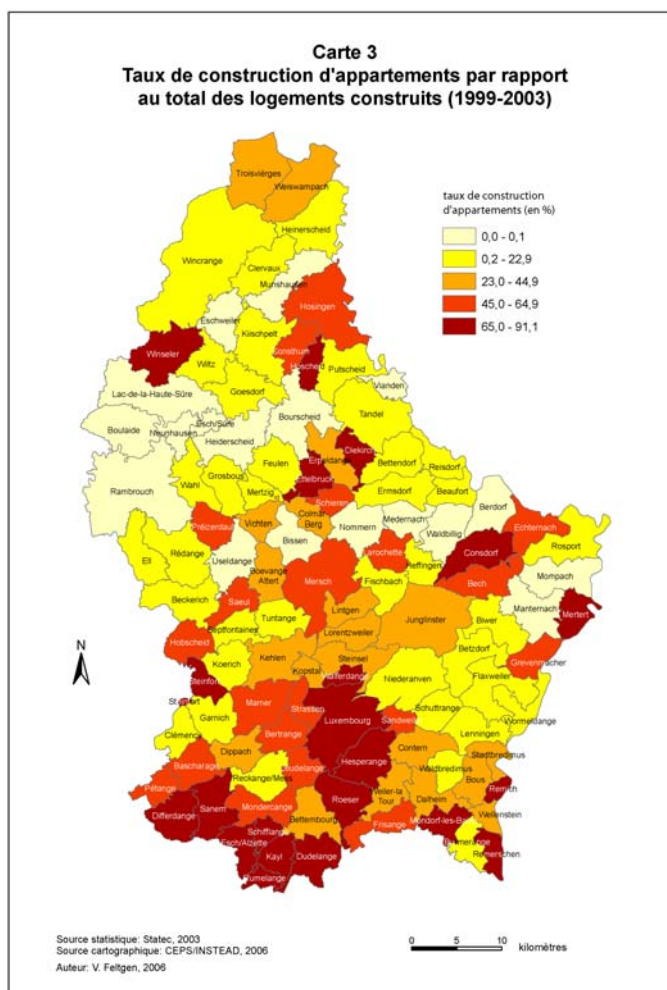 Carte 3
Taux de construction d'appartements par rapport
au total des logements construits (1999-2003)
taux de construction
d'appartements (en %)
0,0 - 0,1
0,2 - 22,9
23,0 - 44,9
45,0 - 64,9
65,0 - 91,1
Troisvièrges
Weiswampach
Heinerscheid
Wincrange
Clervaux
Munshausen
Hosingen
Eschweiler
Kiischpelt
Consthum
Winseler
Wiltz
Hoscheid
Putscheid
Vianden
Goesdorf
Lac-de-la-Haute-Sûre
Bourscheid
Tandel
Esch/Sûre
Boulaide
Neunhausen
Heiderscheid
Diekirch
Feulen
Bettendorf
Reisdorf
Grosbous
Ettelbruck
Rambrouch
Wahl
Mertzig
Ermsdorf
Beaufort
Schieren
Berdorf
Préizerdaul
Vichten
Colmar
Berg
Nommern
Medernach
Waldbillig
Echternach
Bissen
Consdorf
Rosport
Ell
Rédange
Useldange
Larochette
Heffingen
Boevange
Attert
Mersch
Fischbach
Bech
Mompach
Beckerich
Saeul
Lintgen
Manternach
Mertert
Tuntange
Junglinster
Biwer
Septfontaines
Lorentzweiler
Hobscheid
Kehlen
Steinsel
Betzdorf
Grevenmacher
Koerich
Kopstal
Walferdange
Niederanven
Flaxweiler
Steinfort
Mamer
Strassen
Luxembourg
Sandweiler
Schuttrange
Wormeldange
Garnich
Clémency
Bertrange
Lenningen
Dippach
Hesperange
Contern
Stadtbredimus
Bascharage
Leudelange
Waldbredimus
Bous
Reckange/Mess
Pétange
Weiler-la
Tour
Remich
Sanem
Mondercange
Roeser
Dalheim
Differdange
Bettembourg
Frisange
Wellenstein
Schifflange
Mondorf-les-Bains
Esch/Alzette
Kayl
Dudelange
Remerschen
Rumelange
N
Source statistique: Statec, 2003
Source cartographique: CEPS/INSTEAD, 2006
Auteur: V. Feltgen, 2006
0 5 10 kilomètres